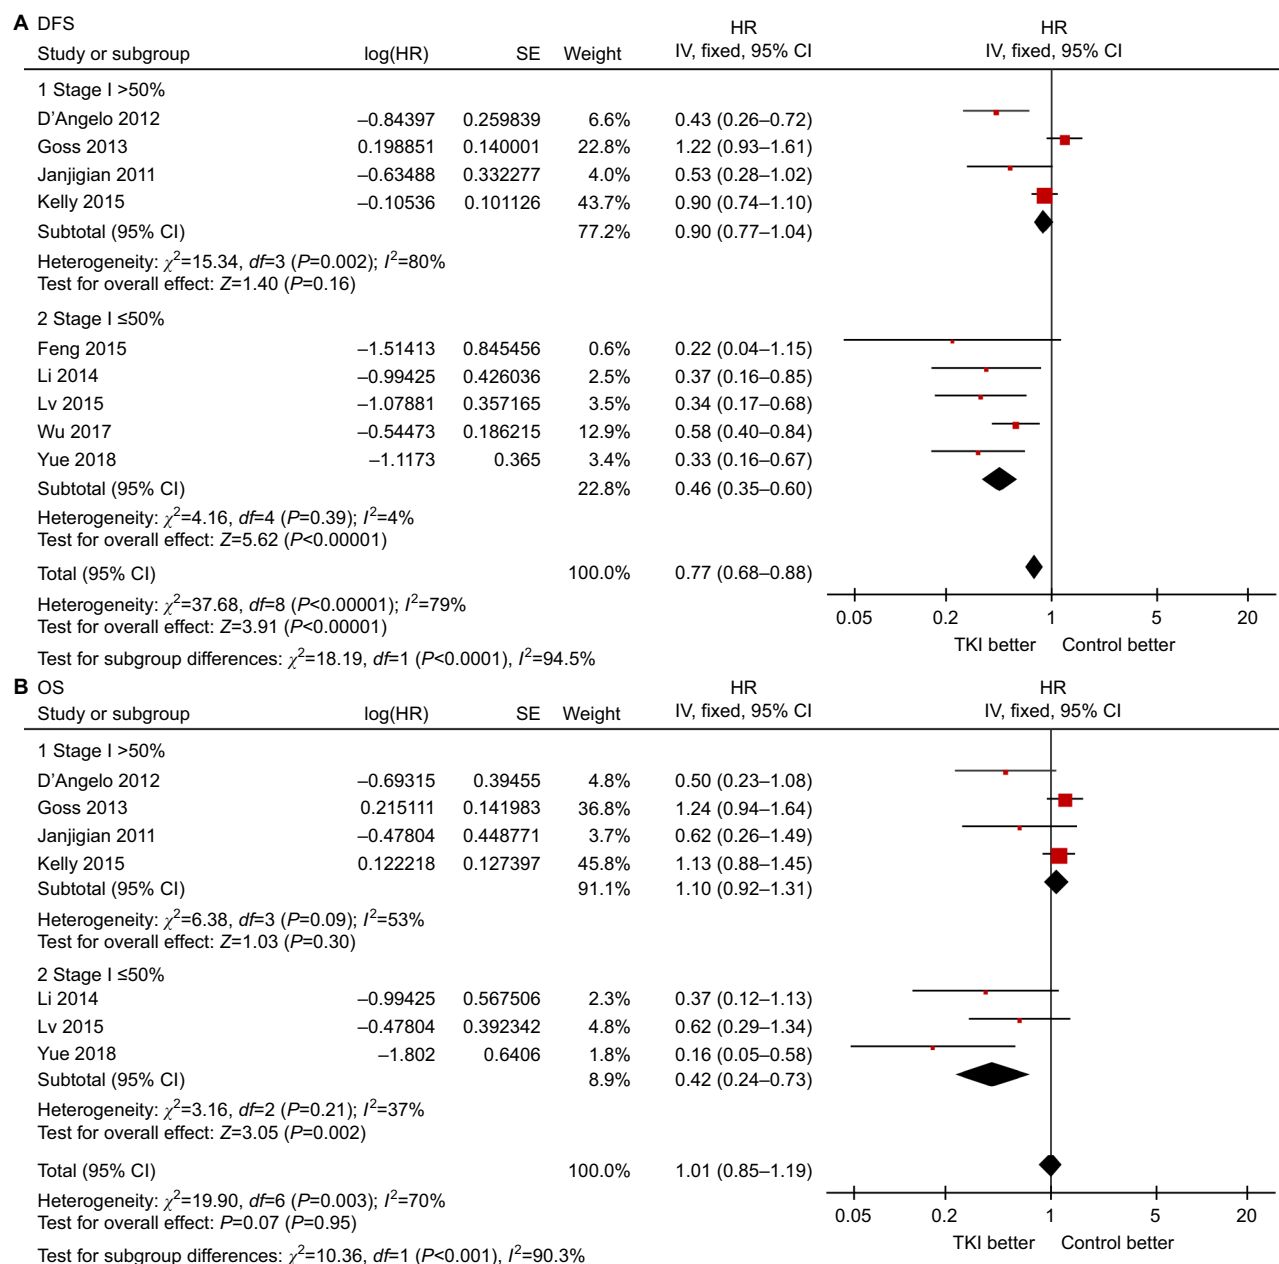 A DFS
HR HR
Study or subgroup log(HR) SE Weight IV, fixed, 95% CI IV, fixed, 95% CI
1 Stage I >50%
D’Angelo 2012 –0.84397 0.259839 6.6% 0.43 (0.26–0.72)
Goss 2013 0.198851 0.140001 22.8% 1.22 (0.93–1.61)
Janjigian 2011 –0.63488 0.332277 4.0% 0.53 (0.28–1.02)
Kelly 2015 –0.10536 0.101126 43.7% 0.90 (0.74–1.10)
Subtotal (95% CI) 77.2% 0.90 (0.77–1.04)
Heterogeneity: χ²=15.34, df=3 (P=0.002); I²=80%
Test for overall effect: Z=1.40 (P=0.16)
2 Stage I ≤50%
Feng 2015 –1.51413 0.845456 0.6% 0.22 (0.04–1.15)
Li 2014 –0.99425 0.426036 2.5% 0.37 (0.16–0.85)
Lv 2015 –1.07881 0.357165 3.5% 0.34 (0.17–0.68)
Wu 2017 –0.54473 0.186215 12.9% 0.58 (0.40–0.84)
Yue 2018 –1.1173 0.365 3.4% 0.33 (0.16–0.67)
Subtotal (95% CI) 22.8% 0.46 (0.35–0.60)
Heterogeneity: χ²=4.16, df=4 (P=0.39); I²=4%
Test for overall effect: Z=5.62 (P<0.00001)
Total (95% CI) 100.0% 0.77 (0.68–0.88)
Heterogeneity: χ²=37.68, df=8 (P<0.00001); I²=79%
Test for overall effect: Z=3.91 (P<0.00001)
0.05 0.2 1 5 20
TKI better Control better
Test for subgroup differences: χ²=18.19, df=1 (P<0.0001), I²=94.5%
B OS
HR HR
Study or subgroup log(HR) SE Weight IV, fixed, 95% CI IV, fixed, 95% CI
1 Stage I >50%
D’Angelo 2012 –0.69315 0.39455 4.8% 0.50 (0.23–1.08)
Goss 2013 0.215111 0.141983 36.8% 1.24 (0.94–1.64)
Janjigian 2011 –0.47804 0.448771 3.7% 0.62 (0.26–1.49)
Kelly 2015 0.122218 0.127397 45.8% 1.13 (0.88–1.45)
Subtotal (95% CI) 91.1% 1.10 (0.92–1.31)
Heterogeneity: χ²=6.38, df=3 (P=0.09); I²=53%
Test for overall effect: Z=1.03 (P=0.30)
2 Stage I ≤50%
Li 2014 –0.99425 0.567506 2.3% 0.37 (0.12–1.13)
Lv 2015 –0.47804 0.392342 4.8% 0.62 (0.29–1.34)
Yue 2018 –1.802 0.6406 1.8% 0.16 (0.05–0.58)
Subtotal (95% CI) 8.9% 0.42 (0.24–0.73)
Heterogeneity: χ²=3.16, df=2 (P=0.21); I²=37%
Test for overall effect: Z=3.05 (P=0.002)
Total (95% CI) 100.0% 1.01 (0.85–1.19)
Heterogeneity: χ²=19.90, df=6 (P=0.003); I²=70%
Test for overall effect: P=0.07 (P=0.95)
0.05 0.2 1 5 20
TKI better Control better
Test for subgroup differences: χ²=10.36, df=1 (P<0.001), I²=90.3%